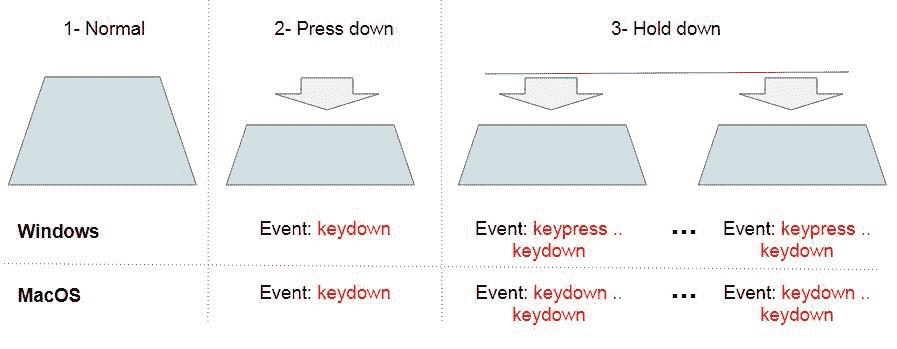 1- Normal
2- Press down
3- Hold down
Windows
Event: keydown
Event: keypress ..
keydown
...
Event: keypress ..
keydown
MacOS
Event: keydown
Event: keydown ..
keydown
...
Event: keydown ..
keydown